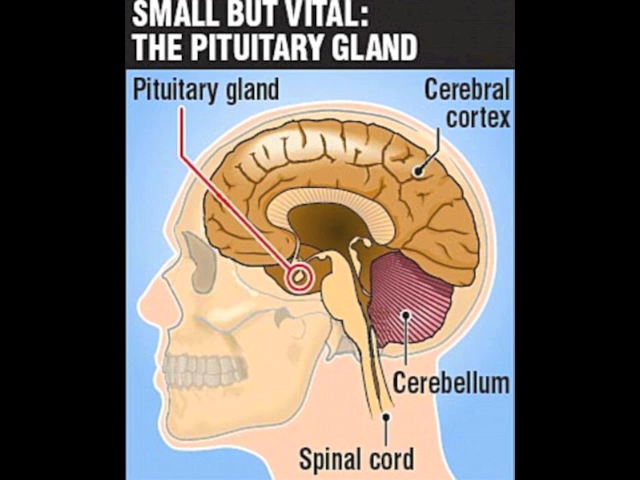 SMALL BUT VITAL:
THE PITUITARY GLAND
Pituitary gland
Cerebral
cortex
Cerebellum
Spinal cord